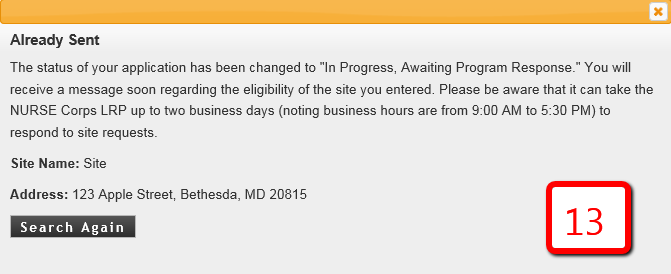 Already Sent
The status of your application has been changed to "In Progress, Awaiting Program Response." You will
receive a message soon regarding the eligibility of the site you entered. Please be aware that it can take the
NURSE Corps LRP up to two business days (noting business hours are from 9:00 AM to 5:30 PM) to
respond to site requests.
Site Name: Site
Address: 123 Apple Street, Bethesda, MD 20815
Search Again
13